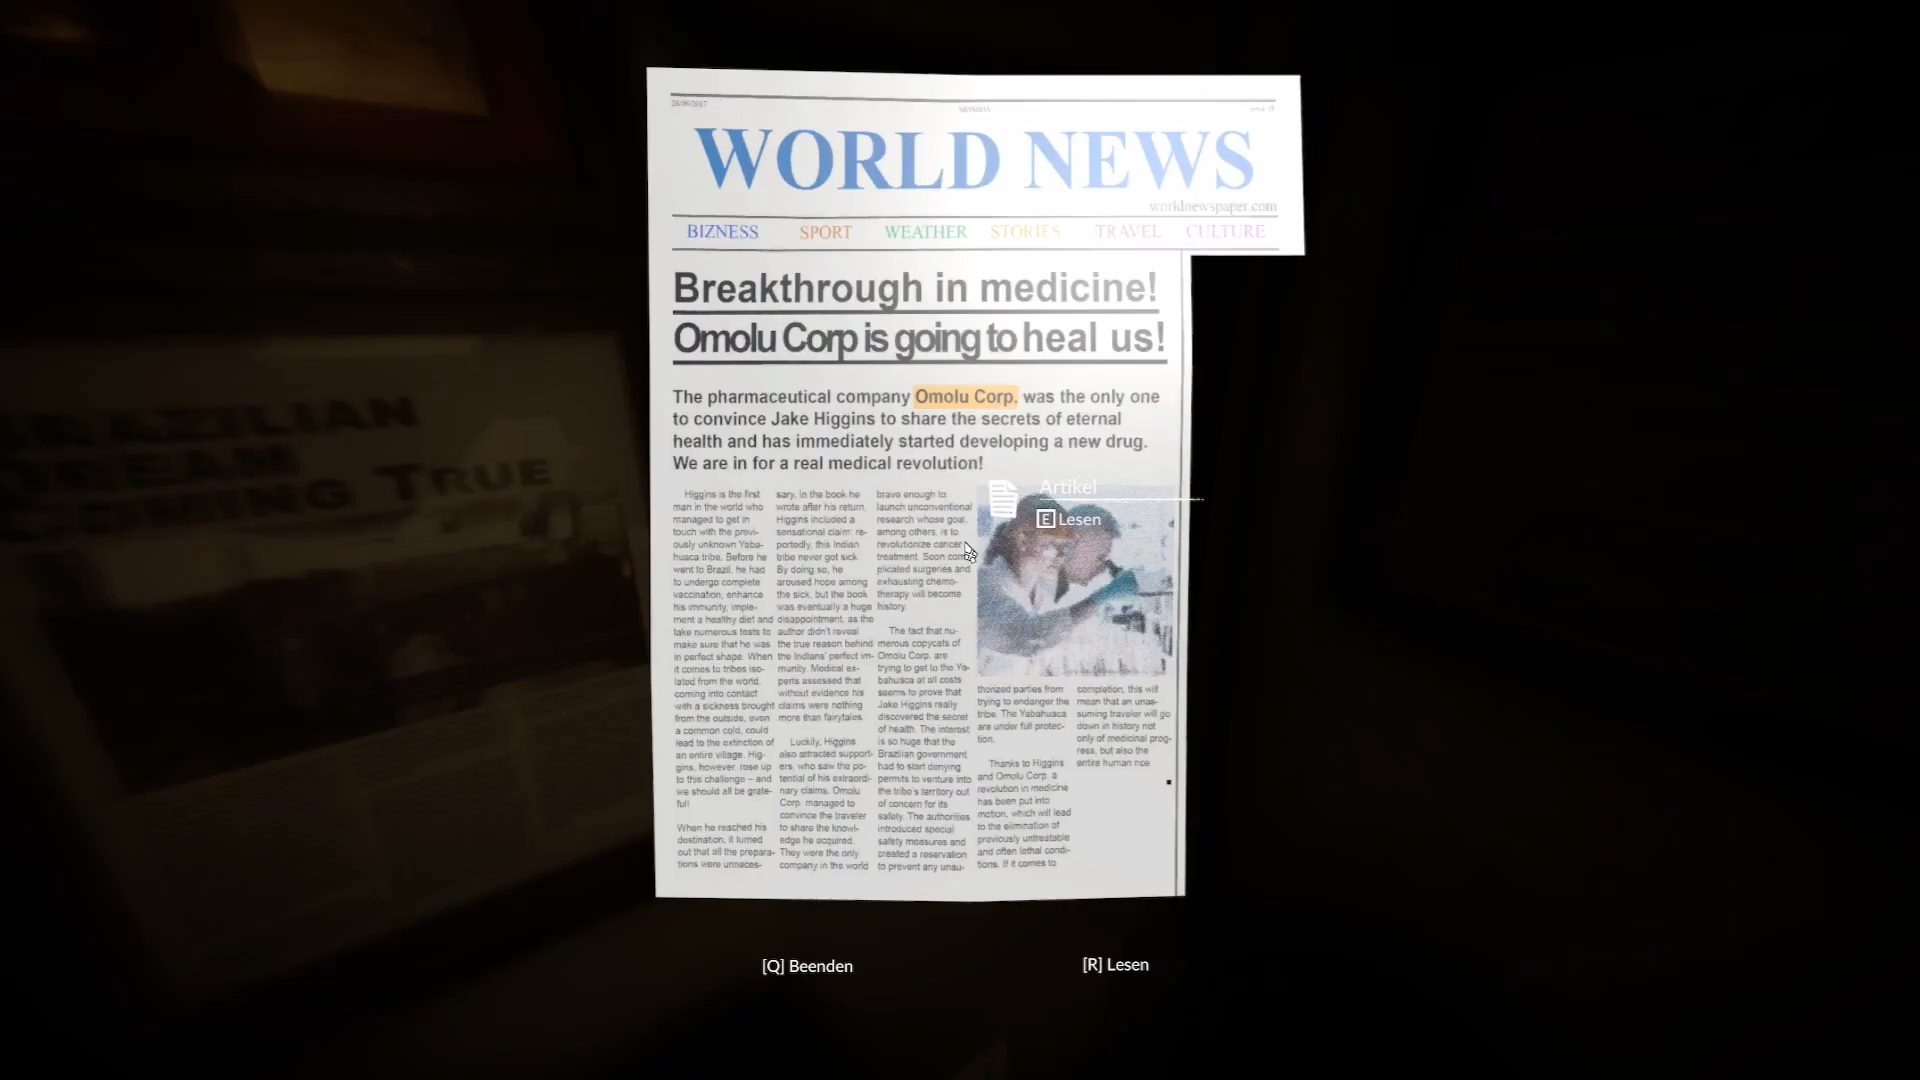 26/06/2017 MONDAY
WORLD NEWS
worldnewspaper.com
BIZNESS SPORT WEATHER STORIES TRAVEL CULTURE
Breakthrough in medicine!
Omolu Corp is going to heal us!
The pharmaceutical company Omolu Corp. was the only one
to convince Jake Higgins to share the secrets of eternal
health and has immediately started developing a new drug.
We are in for a real medical revolution!
Higgins is the first
man in the world who
managed to get in
touch with the previ-
ously unknown Yaba-
huaca tribe. Before he
went to Brazil, he had
to undergo complete
vaccination, enhance
his immunity, imple-
ment a healthy diet and
take numerous tests to
make sure that he was
in perfect shape. When
it comes to tribes iso-
lated from the world,
coming into contact
with a sickness brought
from the outside, even
a common cold, could
lead to the extinction of
an entire village. Hig-
gins, however, rose up
to this challenge – and
we should all be grate-
ful!
When he reached his
destination, it turned
out that all the prepara-
tions were unneces-
sary. In the book he
wrote after his return,
Higgins included a
sensational claim: re-
portedly, this Indian
tribe never got sick.
By doing so, he
aroused hope among
the sick, but the book
was eventually a huge
disappointment, as the
author didn't reveal
the true reason behind
the Indians' perfect im-
munity. Medical ex-
perts assessed that
without evidence his
claims were nothing
more than fairytales.
Luckily, Higgins
also attracted support-
ers, who saw the po-
tential of his extraordi-
nary claims. Omolu
Corp. managed to
convince the traveler
to share the knowl-
edge he acquired.
They were the only
company in the world
brave enough to
launch unconventional
research whose goal,
among others, is to
revolutionize cancer
treatment. Soon com-
plicated surgeries and
exhausting chemo-
therapy will become
history.
The fact that nu-
merous copycats of
Omolu Corp. are
trying to get to the Ya-
bahuaca at all costs
seems to prove that
Jake Higgins really
discovered the secret
of health. The interest
is so huge that the
Brazilian government
had to start denying
permits to venture into
the tribe's territory out
of concern for its
safety. The authorities
introduced special
safety measures and
created a reservation
to prevent any unau-
thorized parties from
trying to endanger the
tribe. The Yabahuaca
are under full protec-
tion.
Thanks to Higgins
and Omolu Corp. a
revolution in medicine
has been put into
motion, which will lead
to the elimination of
previously untreatable
and often lethal condi-
tions. If it comes to
completion, this will
mean that an unas-
suming traveler will go
down in history not
only of medicinal prog-
ress, but also the
entire human rice
Artikel
[E] Lesen
BRAZILIAN
DREAM
COMING TRUE
[Q] Beenden
[R] Lesen